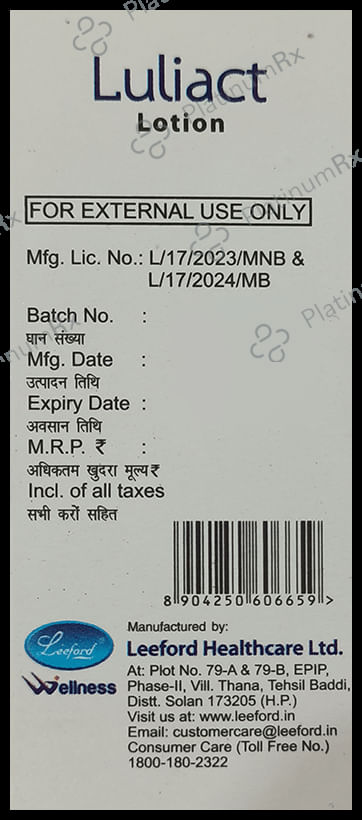 Luliact
Lotion
FOR EXTERNAL USE ONLY
Mfg. Lic. No.: L/17/2023/MNB &
L/17/2024/MB
Batch No. :
घान संख्या
Mfg. Date :
उत्पादन तिथि
Expiry Date :
अवसान तिथि
M.R.P. ₹ :
अधिकतम खुदरा मूल्य ₹
Incl. of all taxes
सभी करों सहित
8 904250 606659 >
Manufactured by:
Leeford
Wellness
Leeford Healthcare Ltd.
At: Plot No. 79-A & 79-B, EPIP,
Phase-II, Vill. Thana, Tehsil Baddi,
Distt. Solan 173205 (H.P.)
Visit us at: www.leeford.in
Email: customercare@leeford.in
Consumer Care (Toll Free No.)
1800-180-2322
PlatinumRx